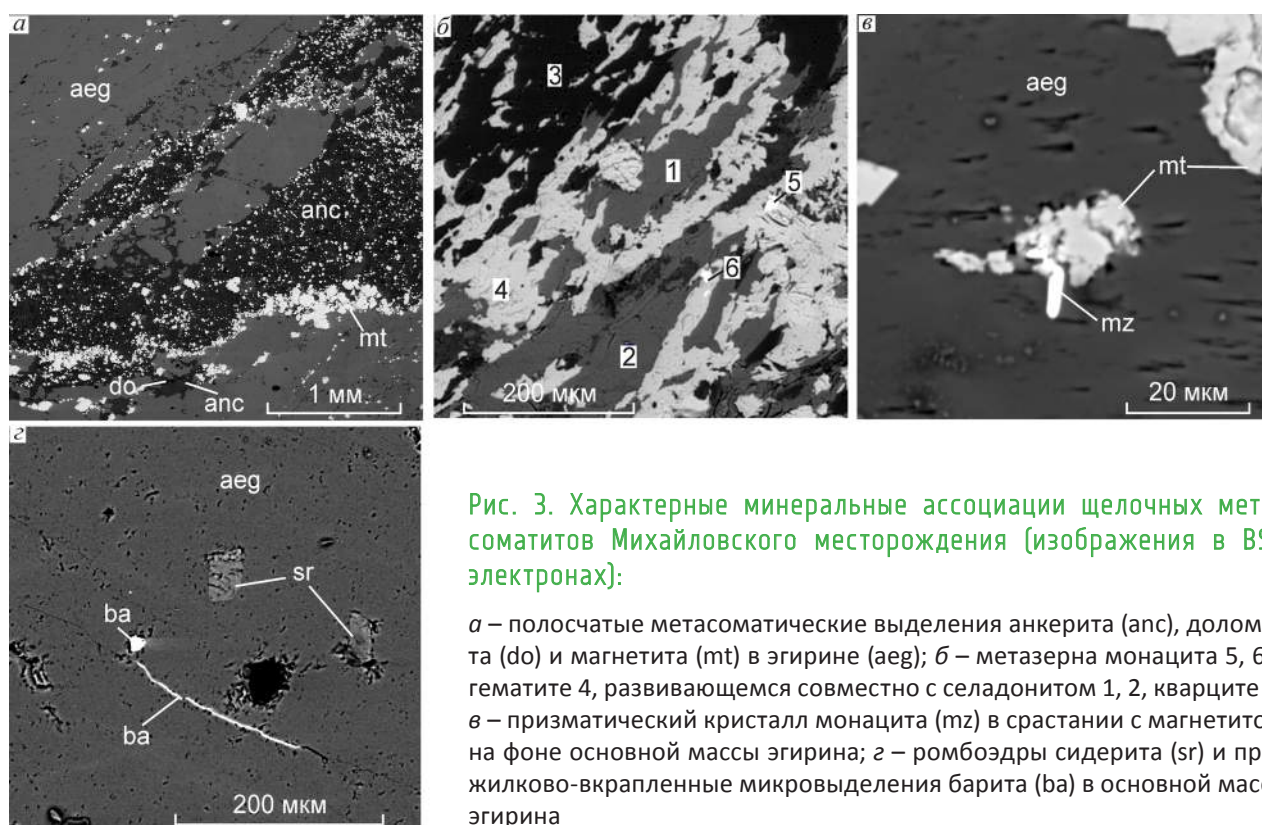 а
aeg
anc
mt
do
anc
1 мм
б
3
1
5
4
6
2
200 мкм
в
aeg
mt
mz
20 мкм
г
aeg
sr
ba
ba
200 мкм
Рис. 3. Характерные минеральные ассоциации щелочных мет
соматитов Михайловского месторождения (изображения в BS
электронах):
а – полосчатые метасоматические выделения анкерита (anc), долом
та (do) и магнетита (mt) в эгирине (aeg); б – метазерна монацита 5, 6
гематите 4, развивающемся совместно с селадонитом 1, 2, кварците
в – призматический кристалл монацита (mz) в срастании с магнетито
на фоне основной массы эгирина; г – ромбоэдры сидерита (sr) и пр
жилково-вкрапленные микровыделения барита (ba) в основной масс
эгирина